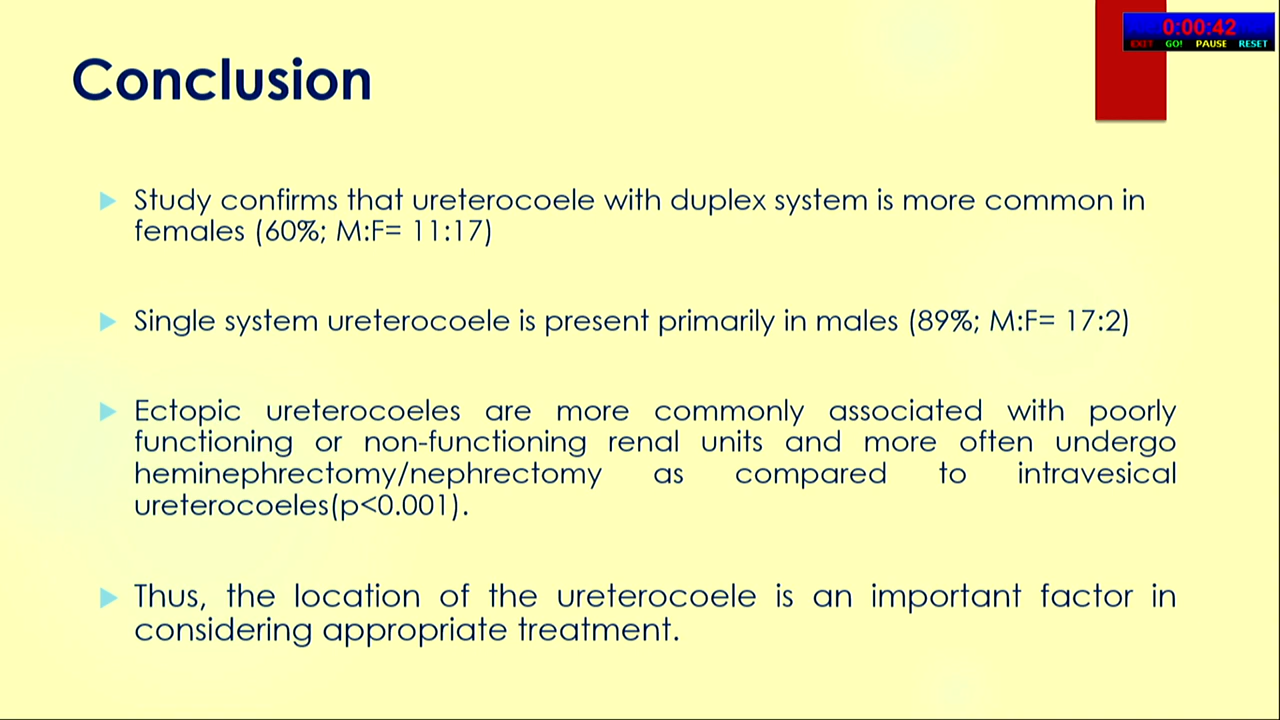 0:00:42
EXIT GO! PAUSE RESET
Conclusion
Study confirms that ureterocoele with duplex system is more common in
females (60%; M:F= 11:17)
Single system ureterocoele is present primarily in males (89%; M:F= 17:2)
Ectopic ureterocoeles are more commonly associated with poorly
functioning or non-functioning renal units and more often undergo
heminephrectomy/nephrectomy as compared to intravesical
ureterocoeles(p<0.001).
Thus, the location of the ureterocoele is an important factor in
considering appropriate treatment.